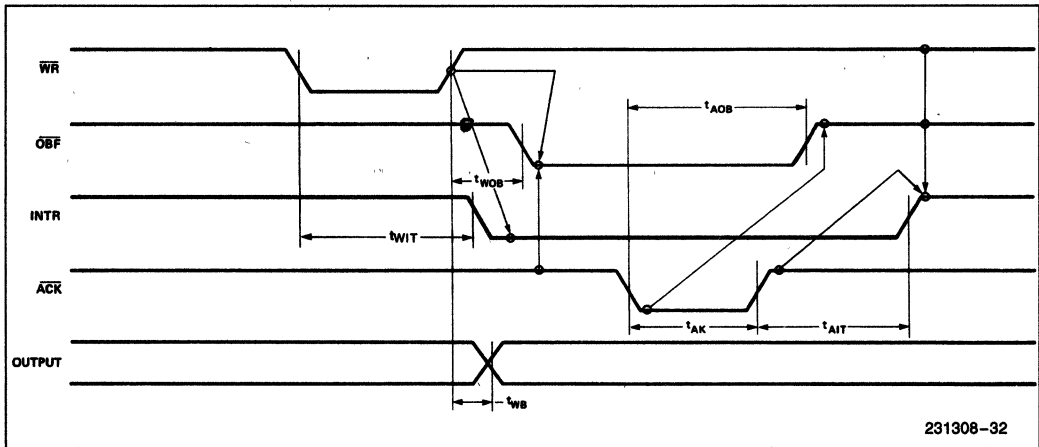 WR
tAOB
OBF
tWOB
INTR
tWIT
ACK
tAK
tAIT
OUTPUT
tWB
231308-32